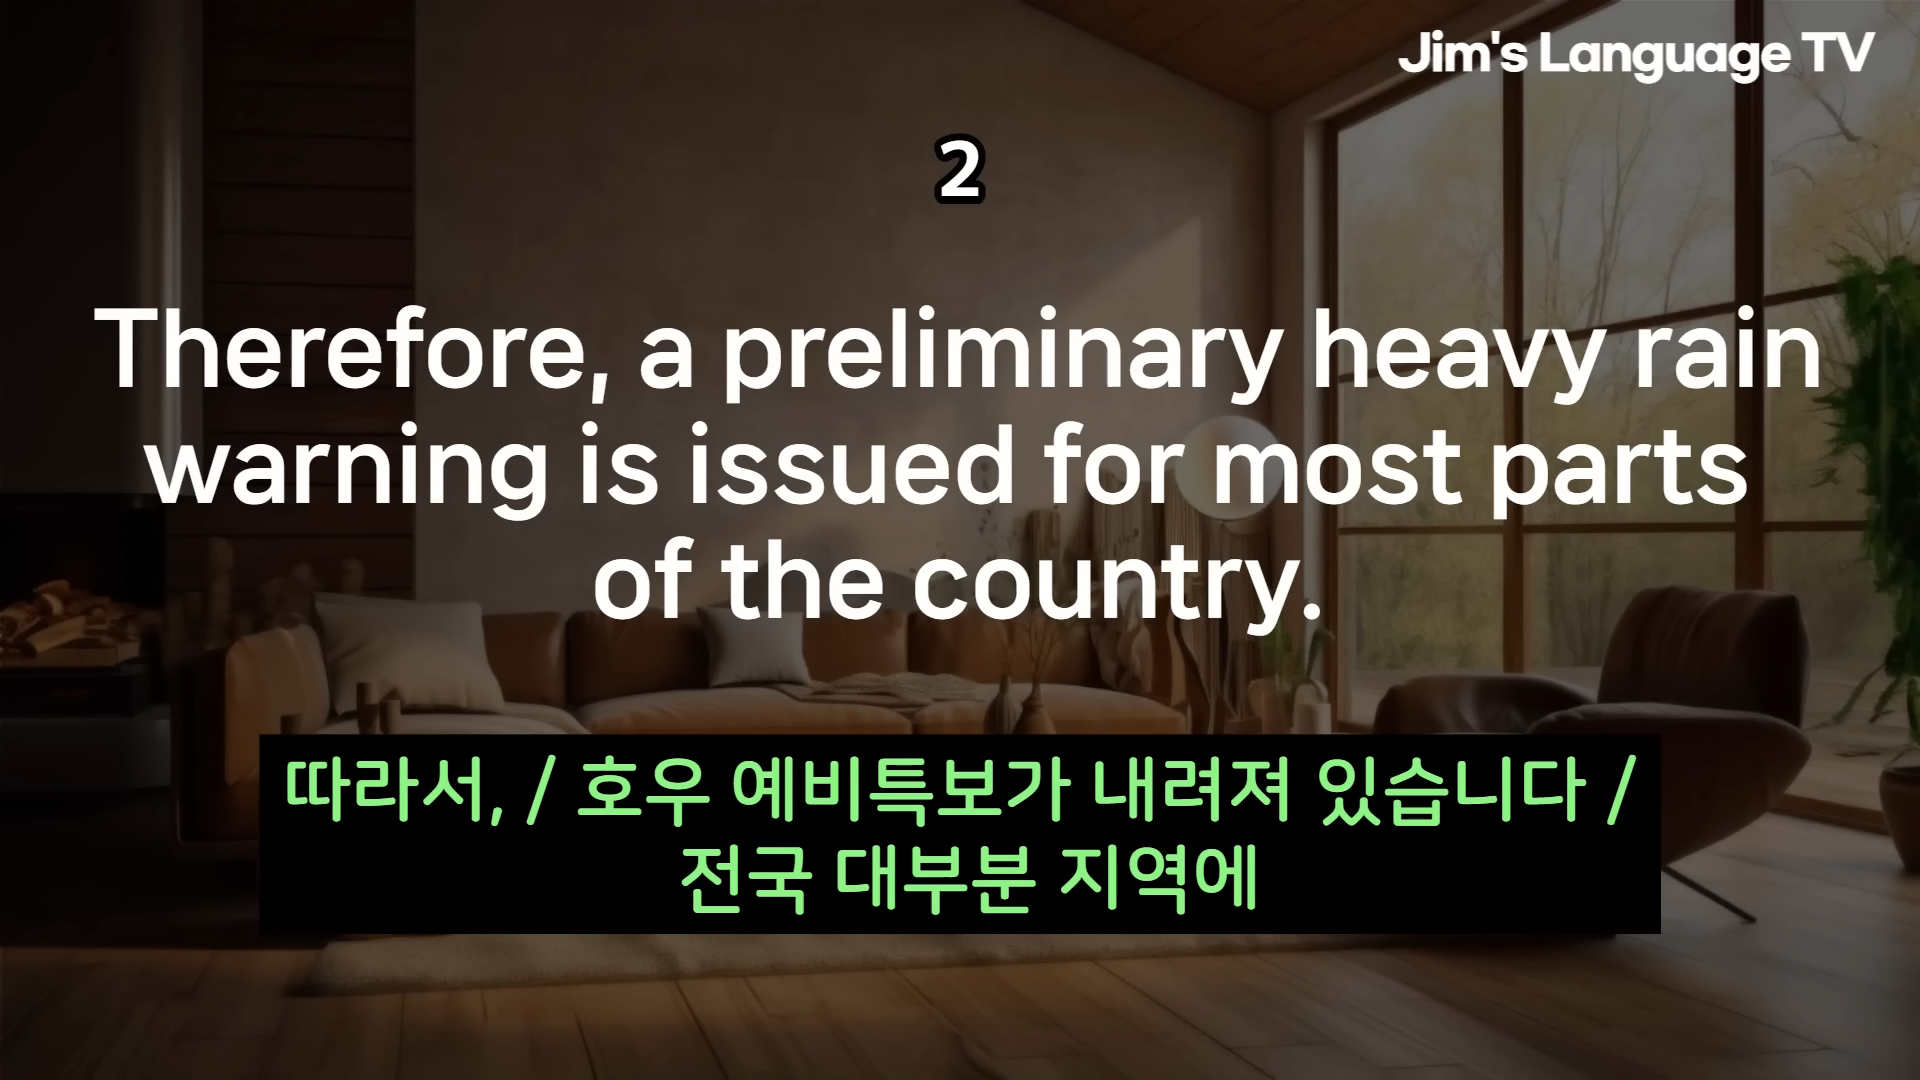 Jim's Language TV
2
Therefore, a preliminary heavy rain
warning is issued for most parts
of the country.
따라서, / 호우 예비특보가 내려져 있습니다 /
전국 대부분 지역에